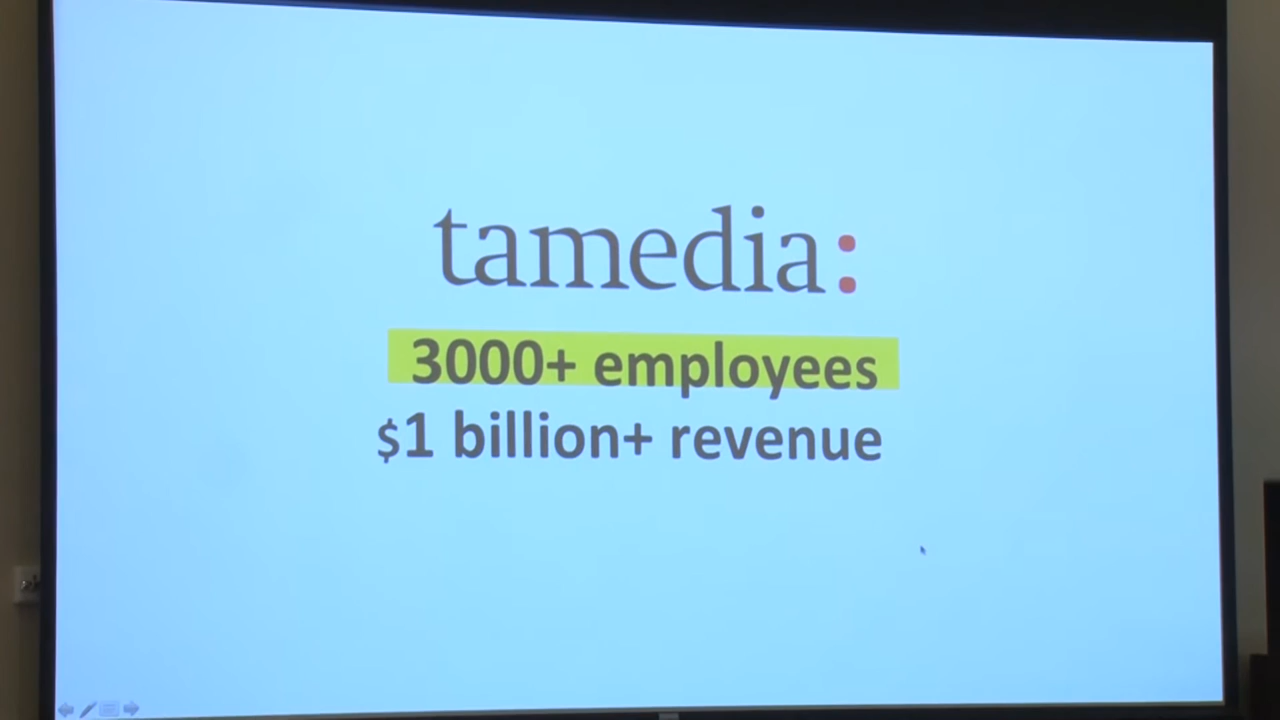 tamedia:
3000+ employees
$1 billion+ revenue